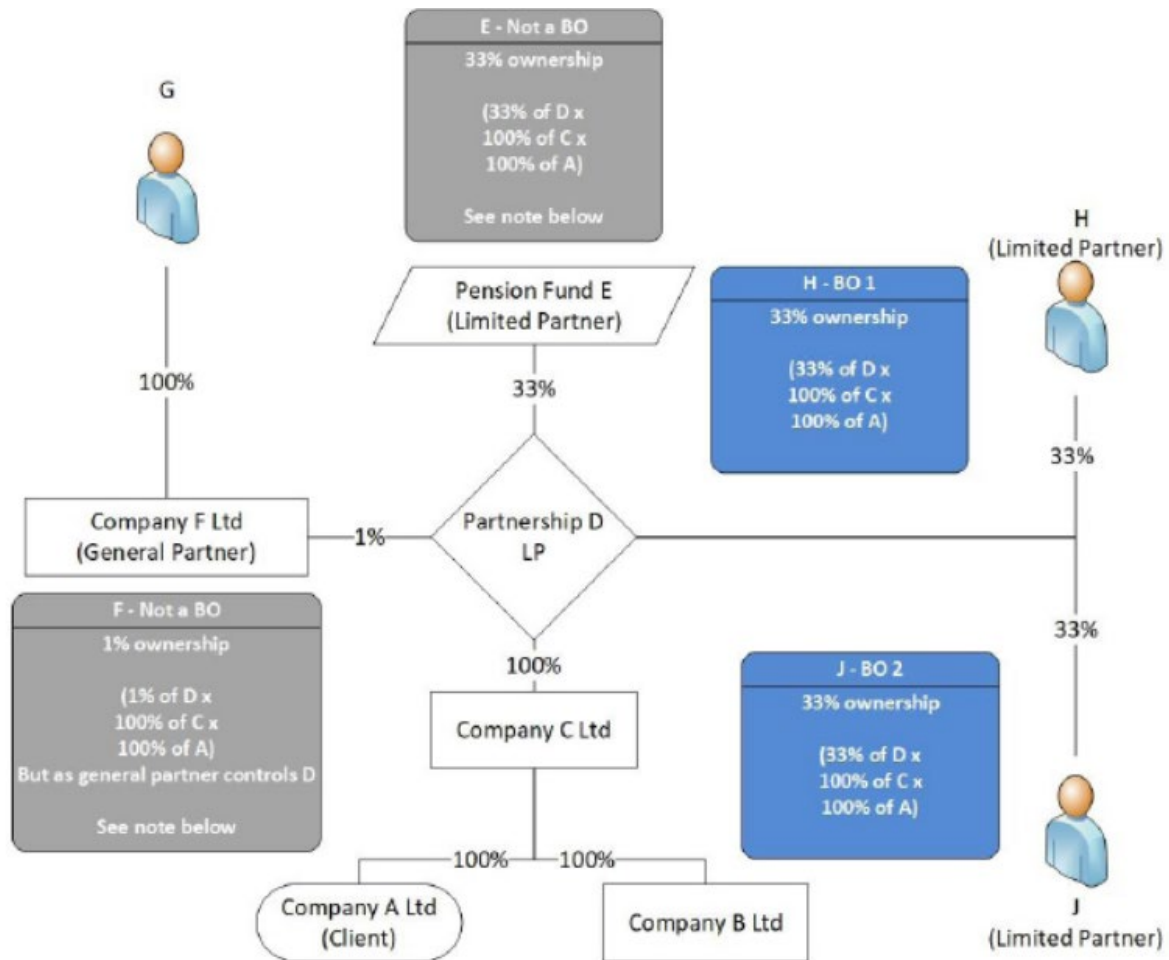 E - Not a BO
33% ownership
(33% of D x
100% of C x
100% of A)
See note below
G
H
(Limited Partner)
Pension Fund E
(Limited Partner)
H - BO 1
33% ownership
(33% of D x
100% of C x
100% of A)
100%
33%
33%
Company F Ltd
(General Partner)
1%
Partnership D
LP
F - Not a BO
1% ownership
(1% of D x
100% of C x
100% of A)
But as general partner controls D
See note below
33%
100%
J - BO 2
33% ownership
(33% of D x
100% of C x
100% of A)
Company C Ltd
100%
100%
Company A Ltd
(Client)
Company B Ltd
J
(Limited Partner)